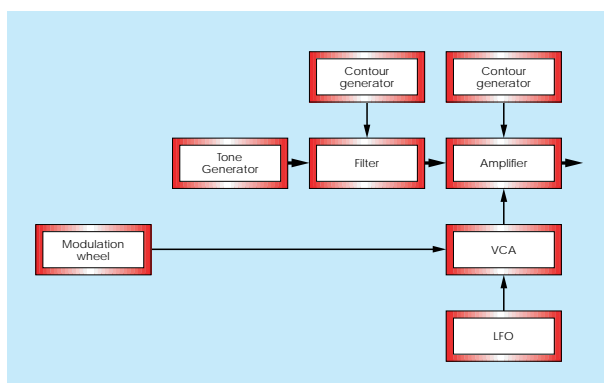 Contour
generator
Contour
generator
Tone
Generator
Filter
Amplifier
Modulation
wheel
VCA
LFO